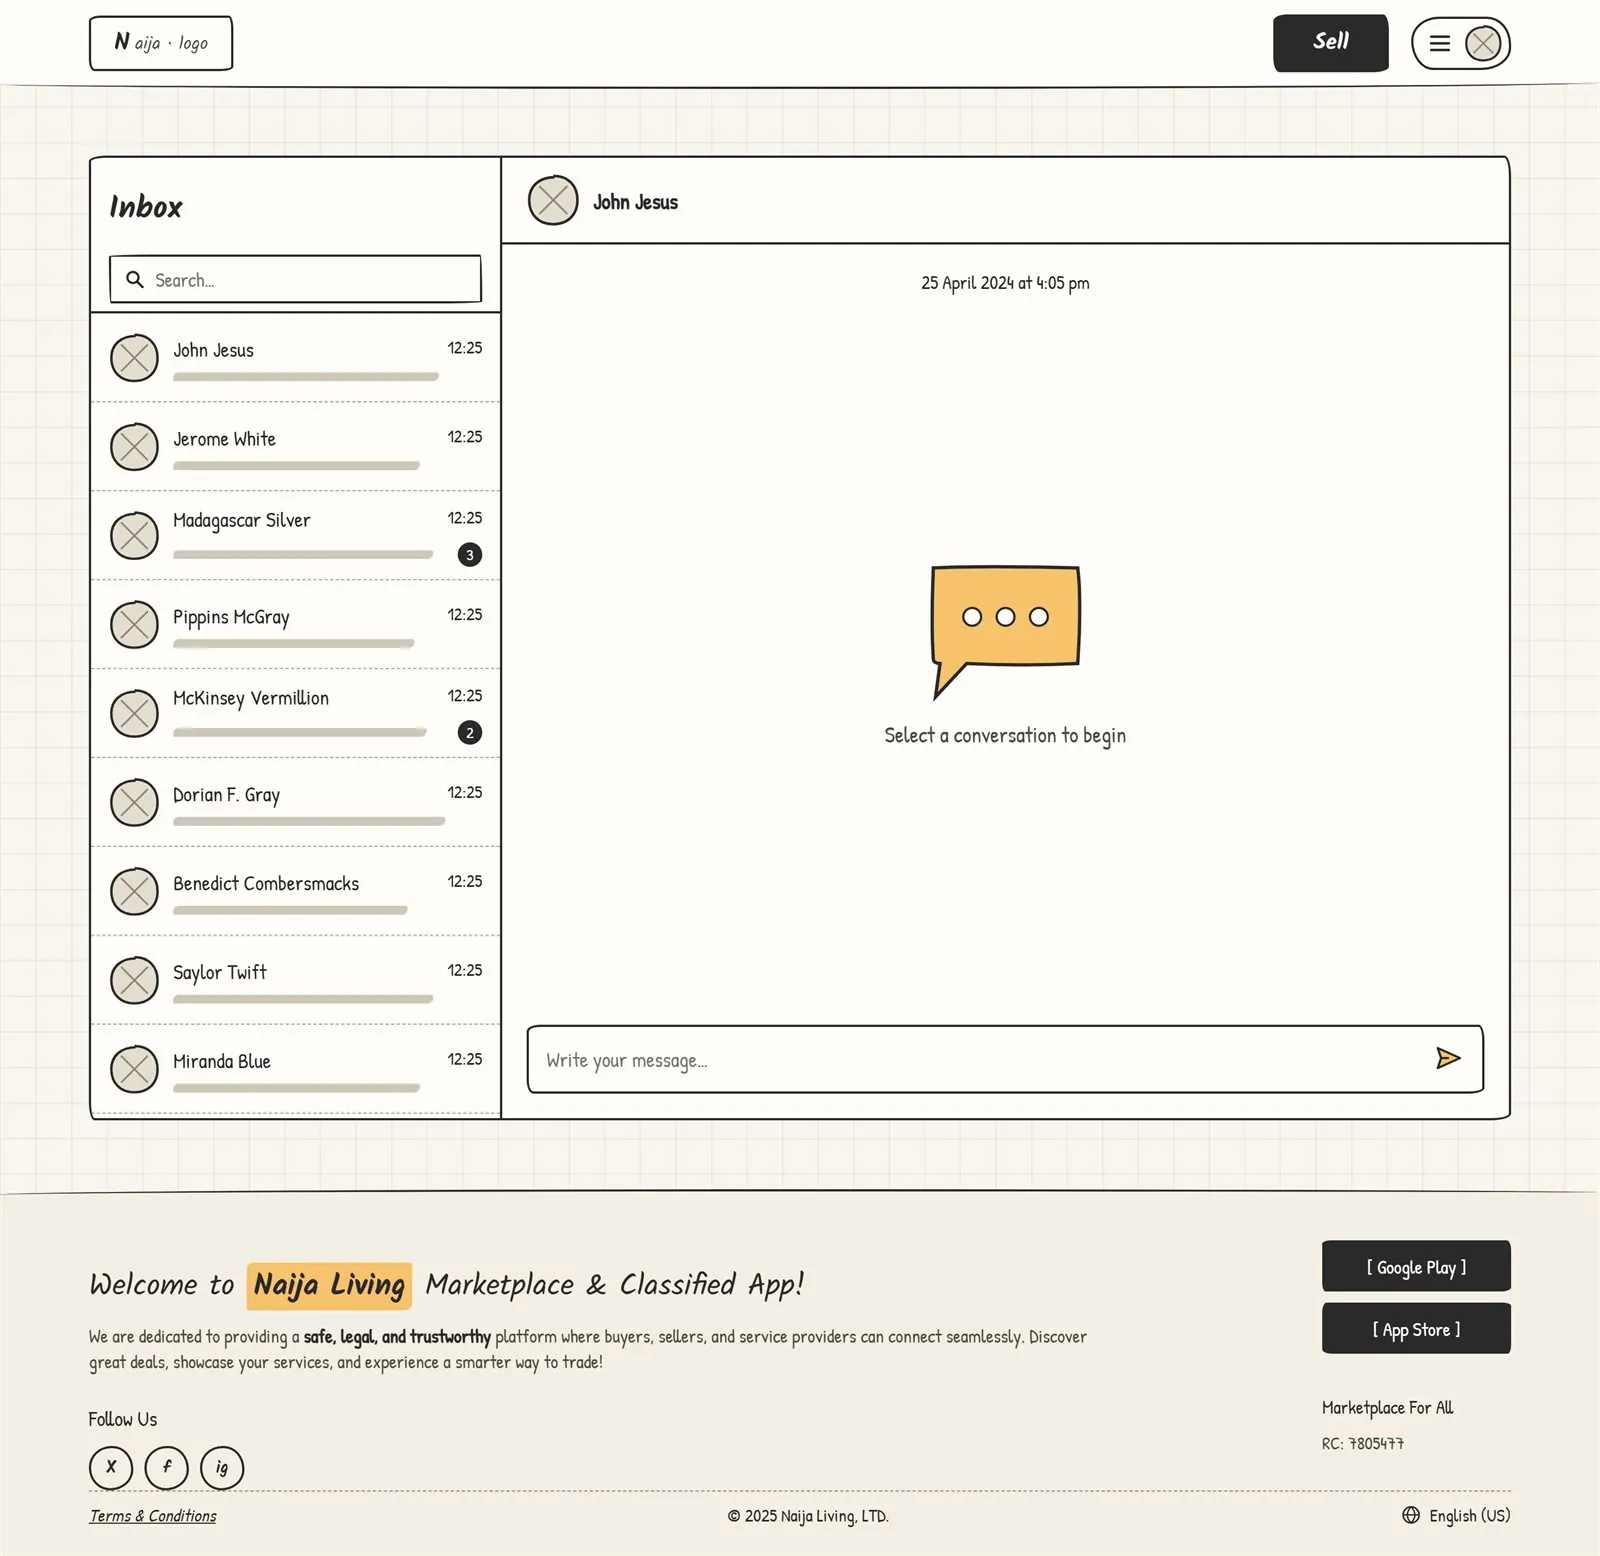 N aija · logo
Sell
Inbox
Search...
John Jesus 12:25
Jerome White 12:25
Madagascar Silver 12:25
3
Pippins McGray 12:25
McKinsey Vermillion 12:25
2
Dorian F. Gray 12:25
Benedict Combersmacks 12:25
Saylor Twift 12:25
Miranda Blue 12:25
John Jesus
25 April 2024 at 4:05 pm
Select a conversation to begin
Write your message...
Welcome to Naija Living Marketplace & Classified App!
We are dedicated to providing a safe, legal, and trustworthy platform where buyers, sellers, and service providers can connect seamlessly. Discover
great deals, showcase your services, and experience a smarter way to trade!
Follow Us
X f ig
[ Google Play ]
[ App Store ]
Marketplace For All
RC: 7805477
Terms & Conditions
© 2025 Naija Living, LTD.
English (US)